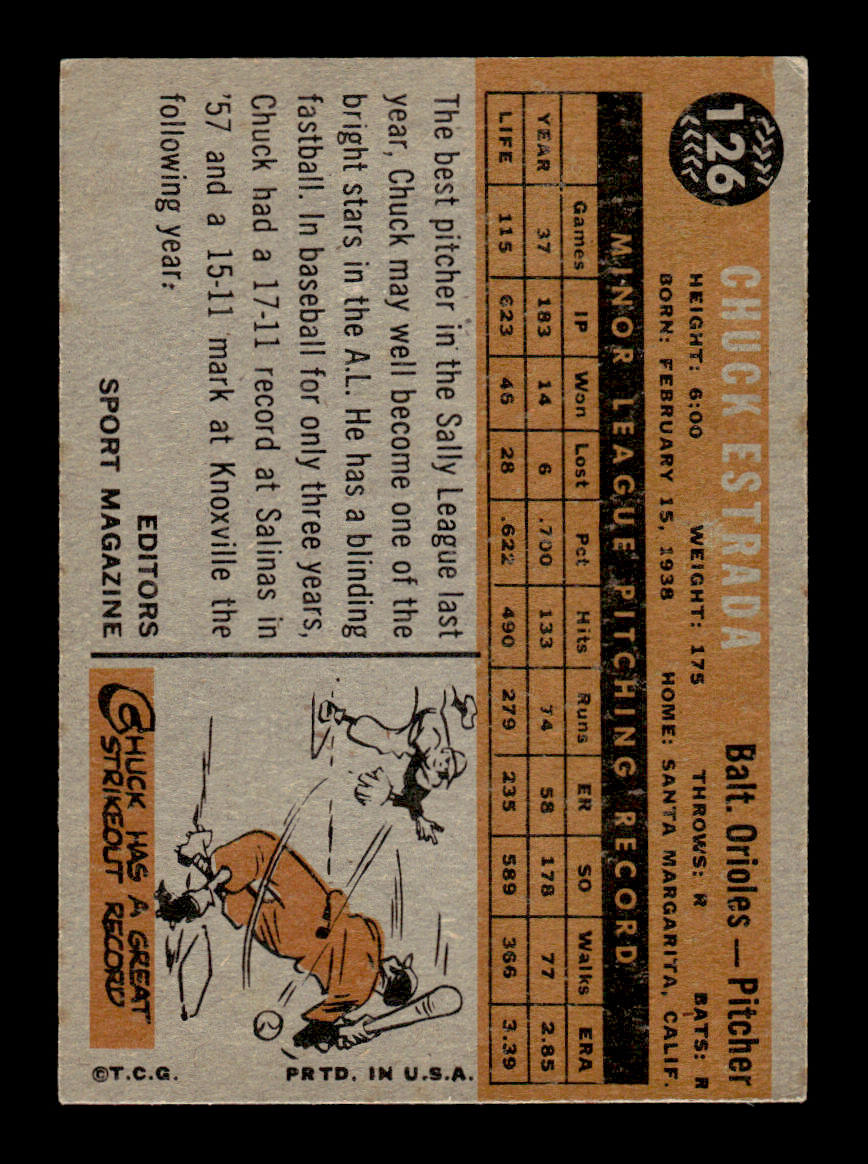 126
CHUCK ESTRADA
Balt. Orioles — Pitcher
HEIGHT: 6:00 WEIGHT: 175 THROWS: R BATS: R
BORN: FEBRUARY 15, 1938 HOME: SANTA MARGARITA, CALIF.
MINOR LEAGUE PITCHING RECORD
Games IP Won Lost Pct Hits Runs ER SO Walks ERA
YEAR 37 183 14 6 .700 133 74 58 178 77 2.85
LIFE 115 623 46 28 .622 490 279 235 589 366 3.39
The best pitcher in the Sally League last
year, Chuck may well become one of the
bright stars in the A.L. He has a blinding
fastball. In baseball for only three years,
Chuck had a 17-11 record at Salinas in
'57 and a 15-11 mark at Knoxville the
following year.
EDITORS
SPORT MAGAZINE
CHUCK HAS A GREAT
STRIKEOUT RECORD
©T.C.G. PRTD. IN U.S.A.